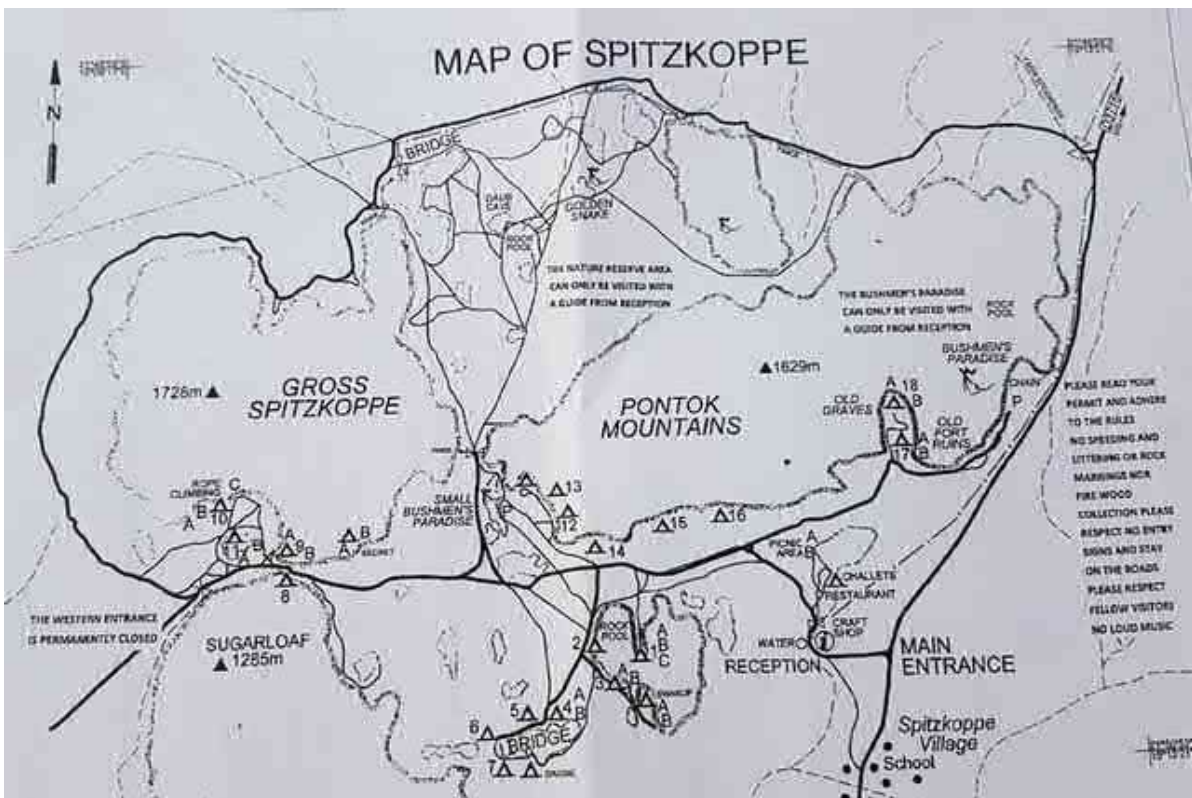 MAP OF SPITZKOPPE
N
BRIDGE
GOLDEN
SNAKE
ROCK
POOL
THE NATURE RESERVE AREA
CAN ONLY BE VISITED WITH
A GUIDE FROM RECEPTION
THE BUSHMEN'S PARADISE
CAN ONLY BE VISITED WITH
A GUIDE FROM RECEPTION
ROCK
POOL
BUSHMEN'S
PARADISE
1728m
GROSS
SPITZKOPPE
1629m
PONTOK
MOUNTAINS
OLD
GRAVES
A
18
B
OLD
FORT
RUINS
17
A
B
CHAIN
P
PLEASE READ YOUR
PERMIT AND ADHERE
TO THE RULES
NO SPEEDING AND
LITTERING OR ROCK
MARKINGS NOR
FIRE WOOD
COLLECTION PLEASE
RESPECT NO ENTRY
SIGNS AND STAY
ON THE ROADS
PLEASE RESPECT
FELLOW VISITORS
NO LOUD MUSIC
ROPE
CLIMBING
C
B
10
A
11
B
A
9
B
8
B
A
SMALL
BUSHMEN'S
PARADISE
P
13
12
14
15
16
PICNIC
AREA
A
B
CHALLETS
RESTAURANT
CRAFT
SHOP
WATER
i
RECEPTION
MAIN
ENTRANCE
THE WESTERN ENTRANCE
IS PERMANENTLY CLOSED
SUGARLOAF
1285m
2
ROCK
POOL
A
B
C
1
3
A
B
A
B
5
4
A
B
6
BRIDGE
7
Spitzkoppe
Village
School